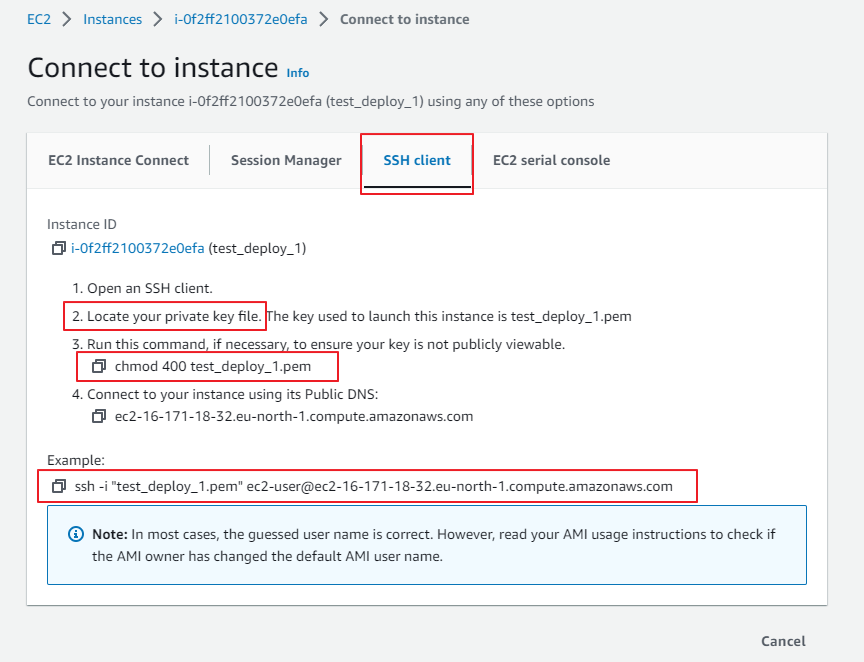 EC2 > Instances > i-0f2ff2100372e0efa > Connect to instance
Connect to instance Info
Connect to your instance i-0f2ff2100372e0efa (test_deploy_1) using any of these options
EC2 Instance Connect
Session Manager
SSH client
EC2 serial console
Instance ID
i-0f2ff2100372e0efa (test_deploy_1)
1. Open an SSH client.
2. Locate your private key file. The key used to launch this instance is test_deploy_1.pem
3. Run this command, if necessary, to ensure your key is not publicly viewable.
chmod 400 test_deploy_1.pem
4. Connect to your instance using its Public DNS:
ec2-16-171-18-32.eu-north-1.compute.amazonaws.com
Example:
ssh -i "test_deploy_1.pem" ec2-user@ec2-16-171-18-32.eu-north-1.compute.amazonaws.com
Note: In most cases, the guessed user name is correct. However, read your AMI usage instructions to check if
the AMI owner has changed the default AMI user name.
Cancel